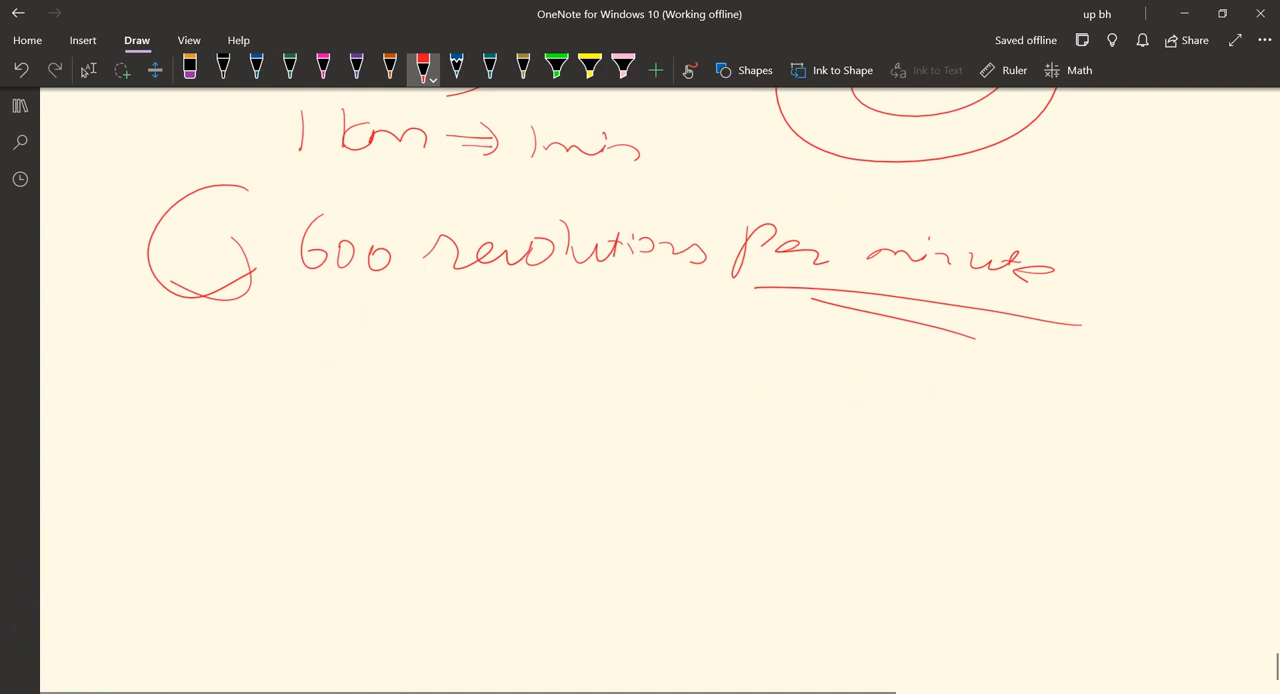 OneNote for Windows 10 (Working offline)
up bh
Home Insert Draw View Help
Saved offline
Share
Shapes Ink to Shape Ink to Text Ruler Math
1 km ⇒ 1 min
Q 600 revolutions per minute